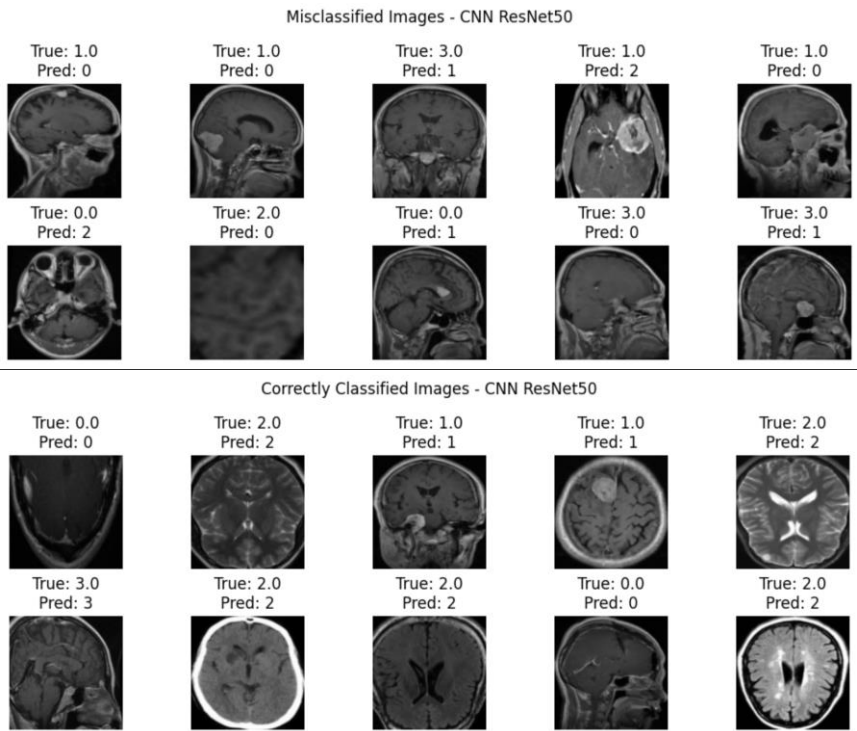 Misclassified Images - CNN ResNet50
True: 1.0
Pred: 0
True: 1.0
Pred: 0
True: 3.0
Pred: 1
True: 1.0
Pred: 2
True: 1.0
Pred: 0
True: 0.0
Pred: 2
True: 2.0
Pred: 0
True: 0.0
Pred: 1
True: 3.0
Pred: 0
True: 3.0
Pred: 1
Correctly Classified Images - CNN ResNet50
True: 0.0
Pred: 0
True: 2.0
Pred: 2
True: 1.0
Pred: 1
True: 1.0
Pred: 1
True: 2.0
Pred: 2
True: 3.0
Pred: 3
True: 2.0
Pred: 2
True: 2.0
Pred: 2
True: 0.0
Pred: 0
True: 2.0
Pred: 2